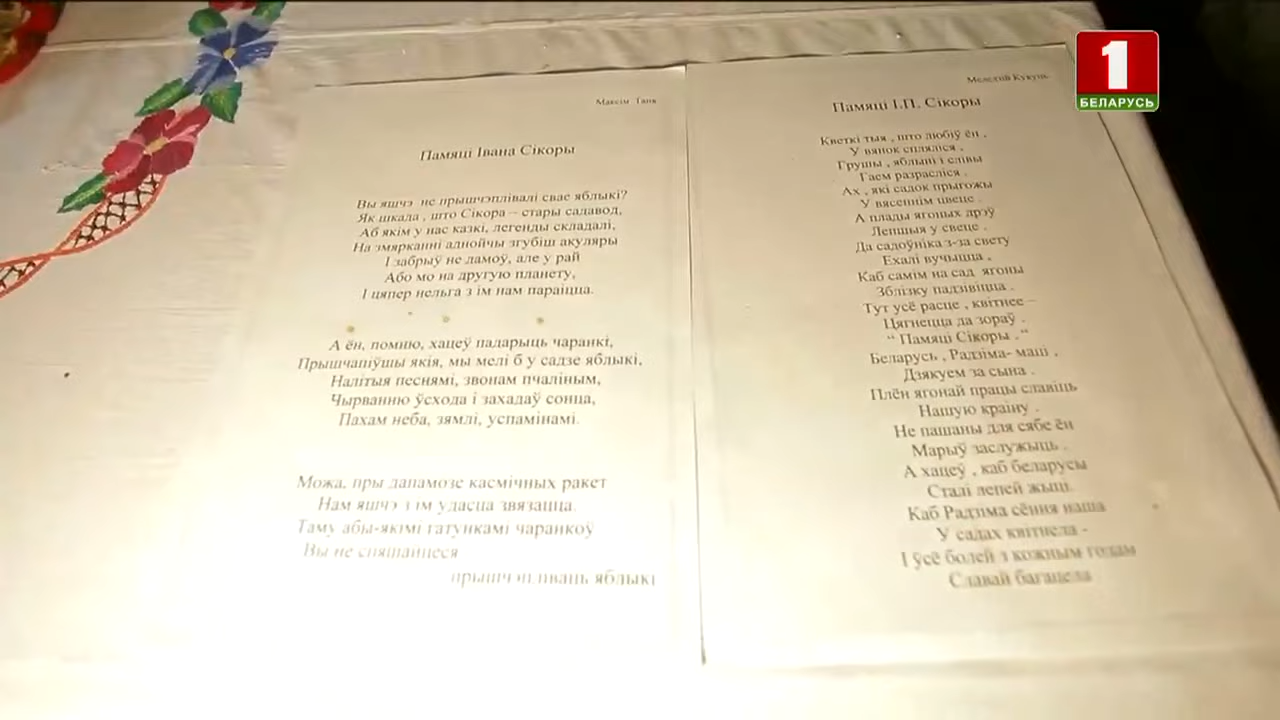 Максім Танк
Памяці Івана Сікоры
Вы яшчэ не прышчэплівалі свае яблыкі?
Як шкада , што Сікора – стары садавод,
Аб якім у нас казкі, легенды складалі,
На змярканні аднойчы згубіў акуляры
І забрыў не дамоў, але у рай
Або мо на другую планету,
І цяпер нельга з ім нам параіцца.
А ён, помню, хацеў падарыць чаранкі,
Прышчапіўшы якія, мы мелі б у садзе яблыкі,
Налітыя песнямі, звонам пчаліным,
Чырванню ўсхода і захадаў сонца,
Пахам неба, зямлі, успамінамі.
Можа, пры дапамозе касмічных ракет
Нам яшчэ з ім удасца звязацца.
Таму абы-якімі гатункамі чаранкоў
Вы не спяшайцеся
прышчэпліваць яблыкі
Мелецій Кукуць
Памяці І.П. Сікоры
Кветкі тыя , што любіў ён ,
У вянок спляліся .
Грушы , яблыні і слівы
Гаем разрасліся .
Ах , які садок прыгожы
У вясеннім цвеце .
А плады ягоных дрэў
Лепшыя у свеце .
Да садоўніка з-за свету
Ехалі вучыцца ,
Каб самім на сад ягоны
Зблізку падзівіцца .
Тут усё расце , квітнее –
Цягнецца да зораў .
“ Памяці Сікоры . ”
Беларусь , Радзіма- маці ,
Дзякуем за сына .
Плён ягонай працы славіць
Нашую краіну .
Не пашаны для сябе ён
Марыў заслужыць .
А хацеў , каб беларусы
Сталі лепей жыць
Каб Радзіма сёння наша
У садах квітнела -
І ўсё болей з кожным годам
Славай багацела
1
БЕЛАРУСЬ